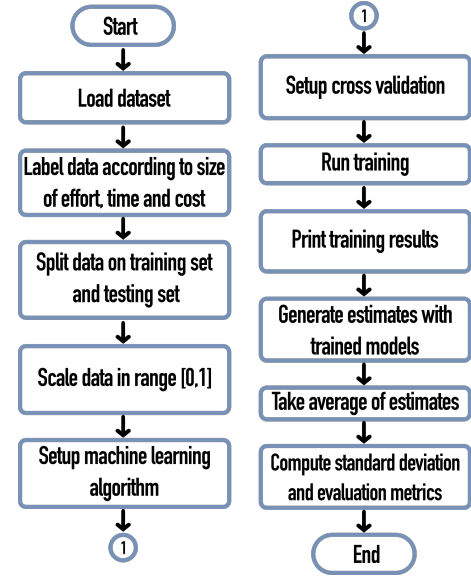 Start
Load dataset
Label data according to size
of effort, time and cost
Split data on training set
and testing set
Scale data in range [0,1]
Setup machine learning
algorithm
1
1
Setup cross validation
Run training
Print training results
Generate estimates with
trained models
Take average of estimates
Compute standard deviation
and evaluation metrics
End